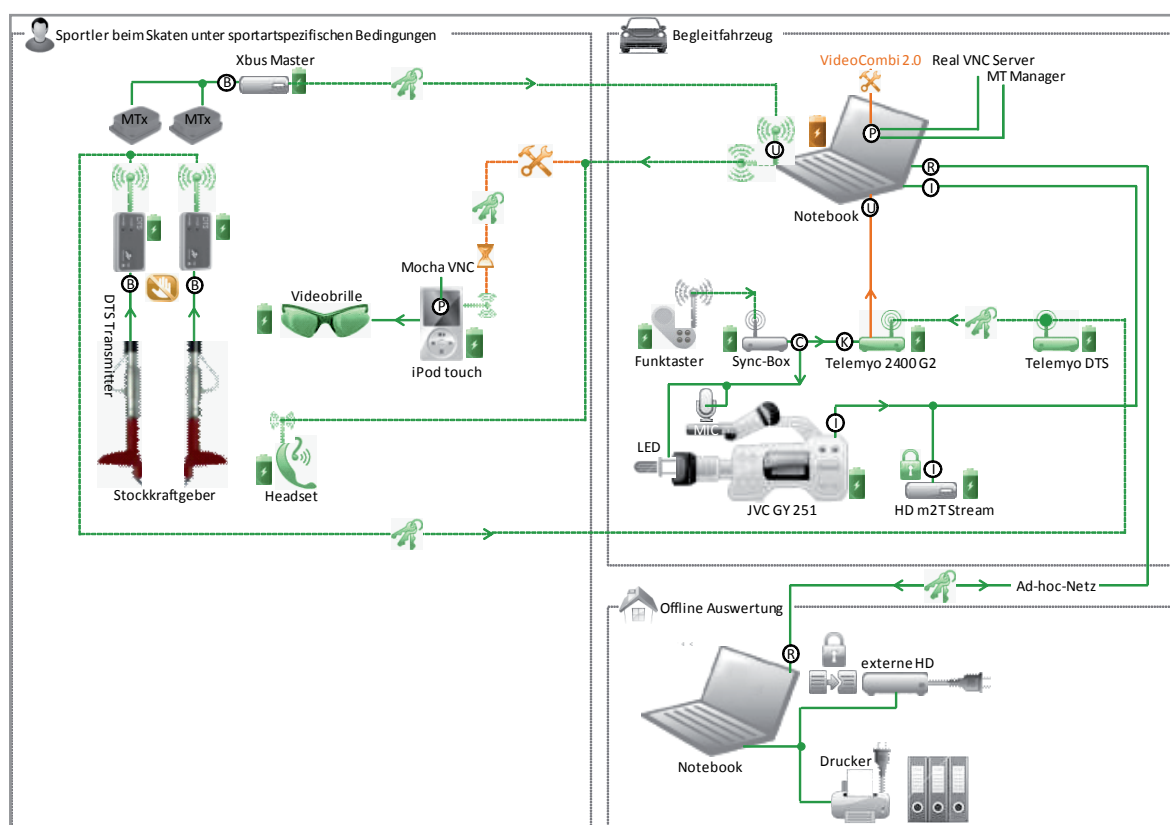 Sportler beim Skaten unter sportartspezifischen Bedingungen
Xbus Master
B
MTx
MTx
DTS
DTS
B
B
DTS Transmitter
Stockkraftgeber
Mocha VNC
P
Videobrille
iPod touch
Headset
Begleitfahrzeug
VideoCombi 2.0
Real VNC Server
MT Manager
P
U
R
I
Notebook
U
Funktaster
Sync-Box
C
K
Telemyo 2400 G2
Telemyo DTS
MIC
LED
I
I
JVC GY 251
HD m2T Stream
Ad-hoc-Netz
Offline Auswertung
R
externe HD
Notebook
Drucker